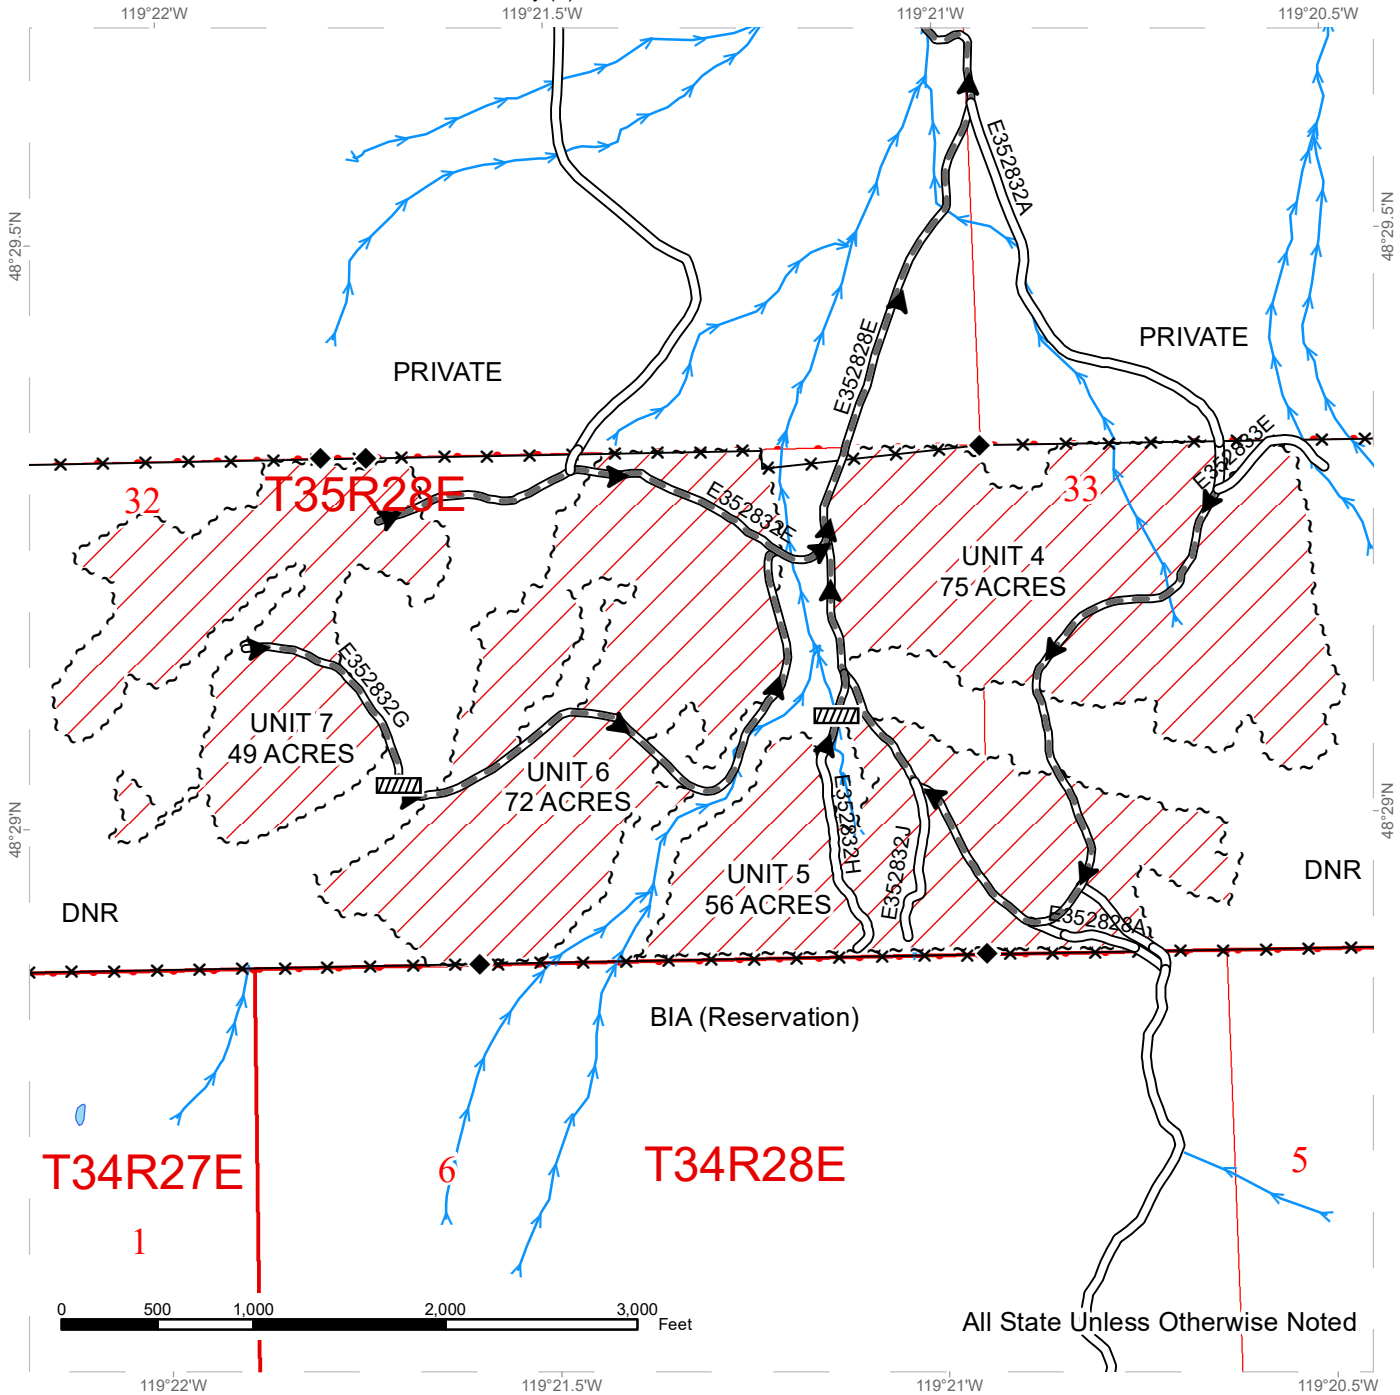 119°22'W
119°21.5'W
119°21'W
119°20.5'W
48°29.5'N
48°29.5'N
E352832A
PRIVATE
PRIVATE
E352828E
E352833E
32
T35R28E
33
E352832E
UNIT 4
75 ACRES
E352832G
UNIT 7
49 ACRES
UNIT 6
72 ACRES
E352832H
E352832J
48°29'N
48°29'N
UNIT 5
56 ACRES
DNR
DNR
E352828A
BIA (Reservation)
T34R27E
6
T34R28E
5
1
0
500
1,000
2,000
3,000
Feet
All State Unless Otherwise Noted
119°22'W
119°21.5'W
119°21'W
119°20.5'W